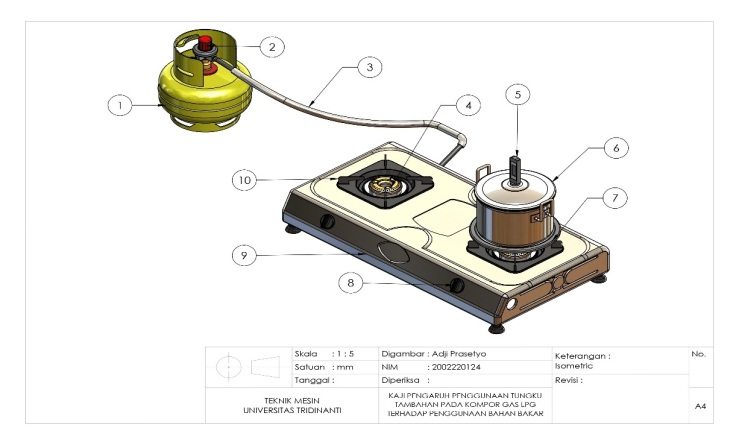 2
3
1
4
5
6
10
7
9
8
Skala : 1 : 5
Digambar : Adji Prasetyo
Keterangan :
No.
Satuan : mm
NIM : 2002220124
Isometric
Tanggal :
Diperiksa :
Revisi :
TEKNIK MESIN
UNIVERSITAS TRIDINANTI
KAJI PENGARUH PENGGUNAAN TUNGKU
TAMBAHAN PADA KOMPOR GAS LPG
TERHADAP PENGGUNAAN BAHAN BAKAR
A4